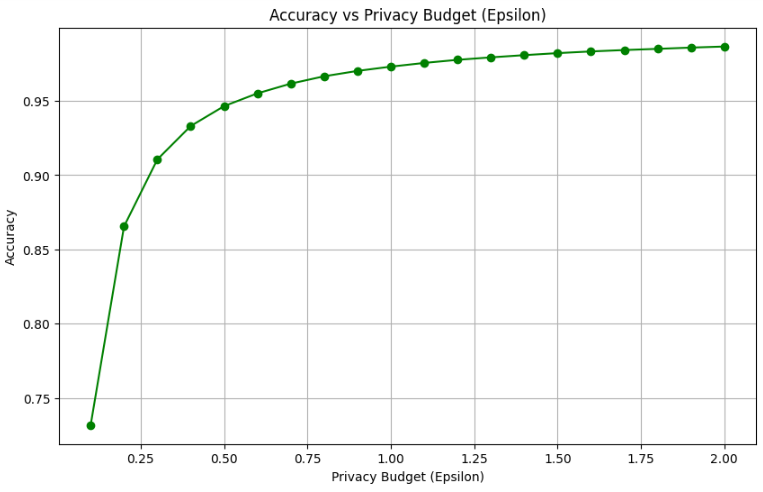 Accuracy vs Privacy Budget (Epsilon)
Accuracy
0.95
0.90
0.85
0.80
0.75
0.25 0.50 0.75 1.00 1.25 1.50 1.75 2.00
Privacy Budget (Epsilon)